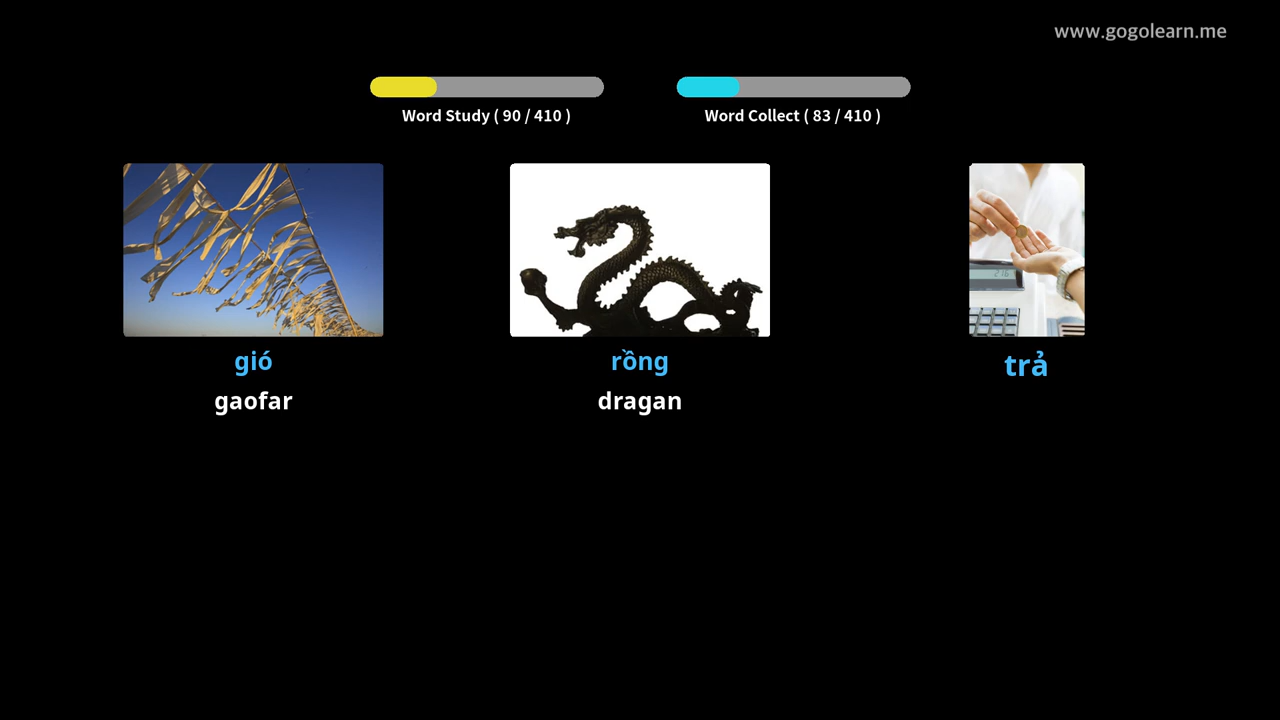 www.gogolearn.me
Word Study ( 90 / 410 )
Word Collect ( 83 / 410 )
gió
rồng
trả
gaofar
dragan